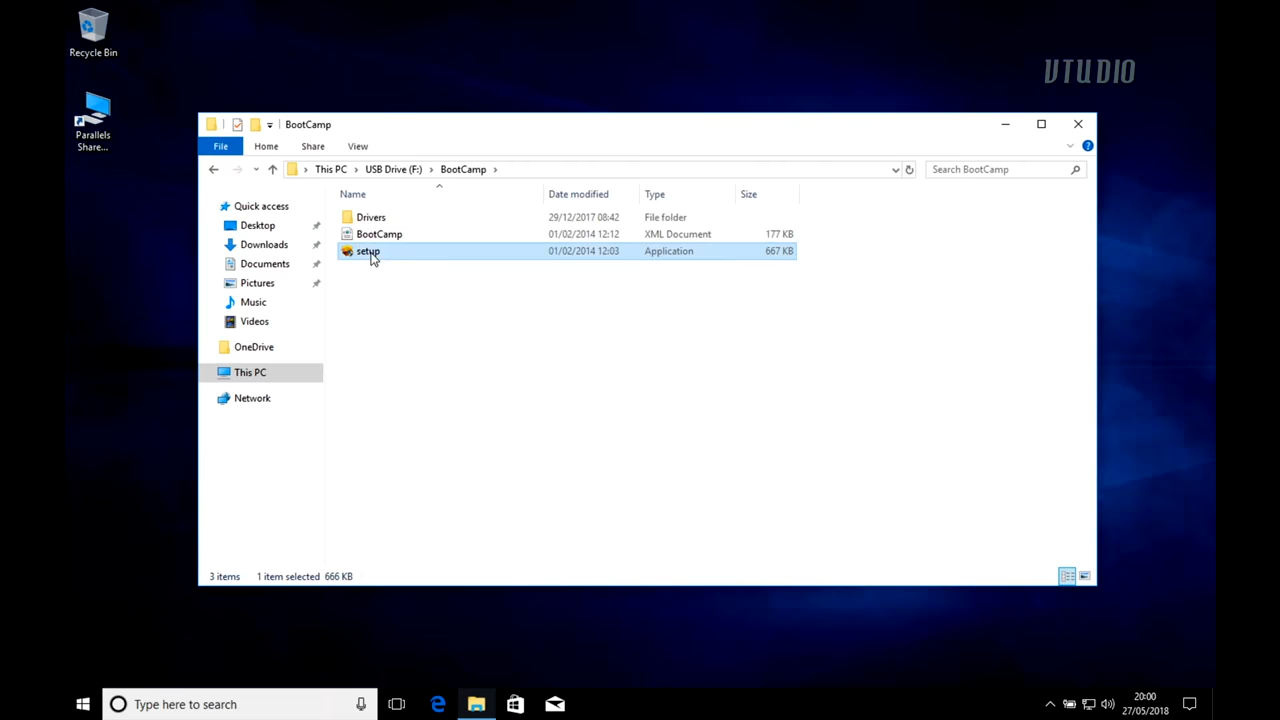 Recycle Bin
Parallels
Share...
VTUDIO
BootCamp
File Home Share View
This PC USB Drive (F:) BootCamp
Search BootCamp
Name Date modified Type Size
Drivers 29/12/2017 08:42 File folder
BootCamp 01/02/2014 12:12 XML Document 177 KB
setup 01/02/2014 12:03 Application 667 KB
Quick access
Desktop
Downloads
Documents
Pictures
Music
Videos
OneDrive
This PC
Network
3 items 1 item selected 666 KB
Type here to search
20:00
27/05/2018